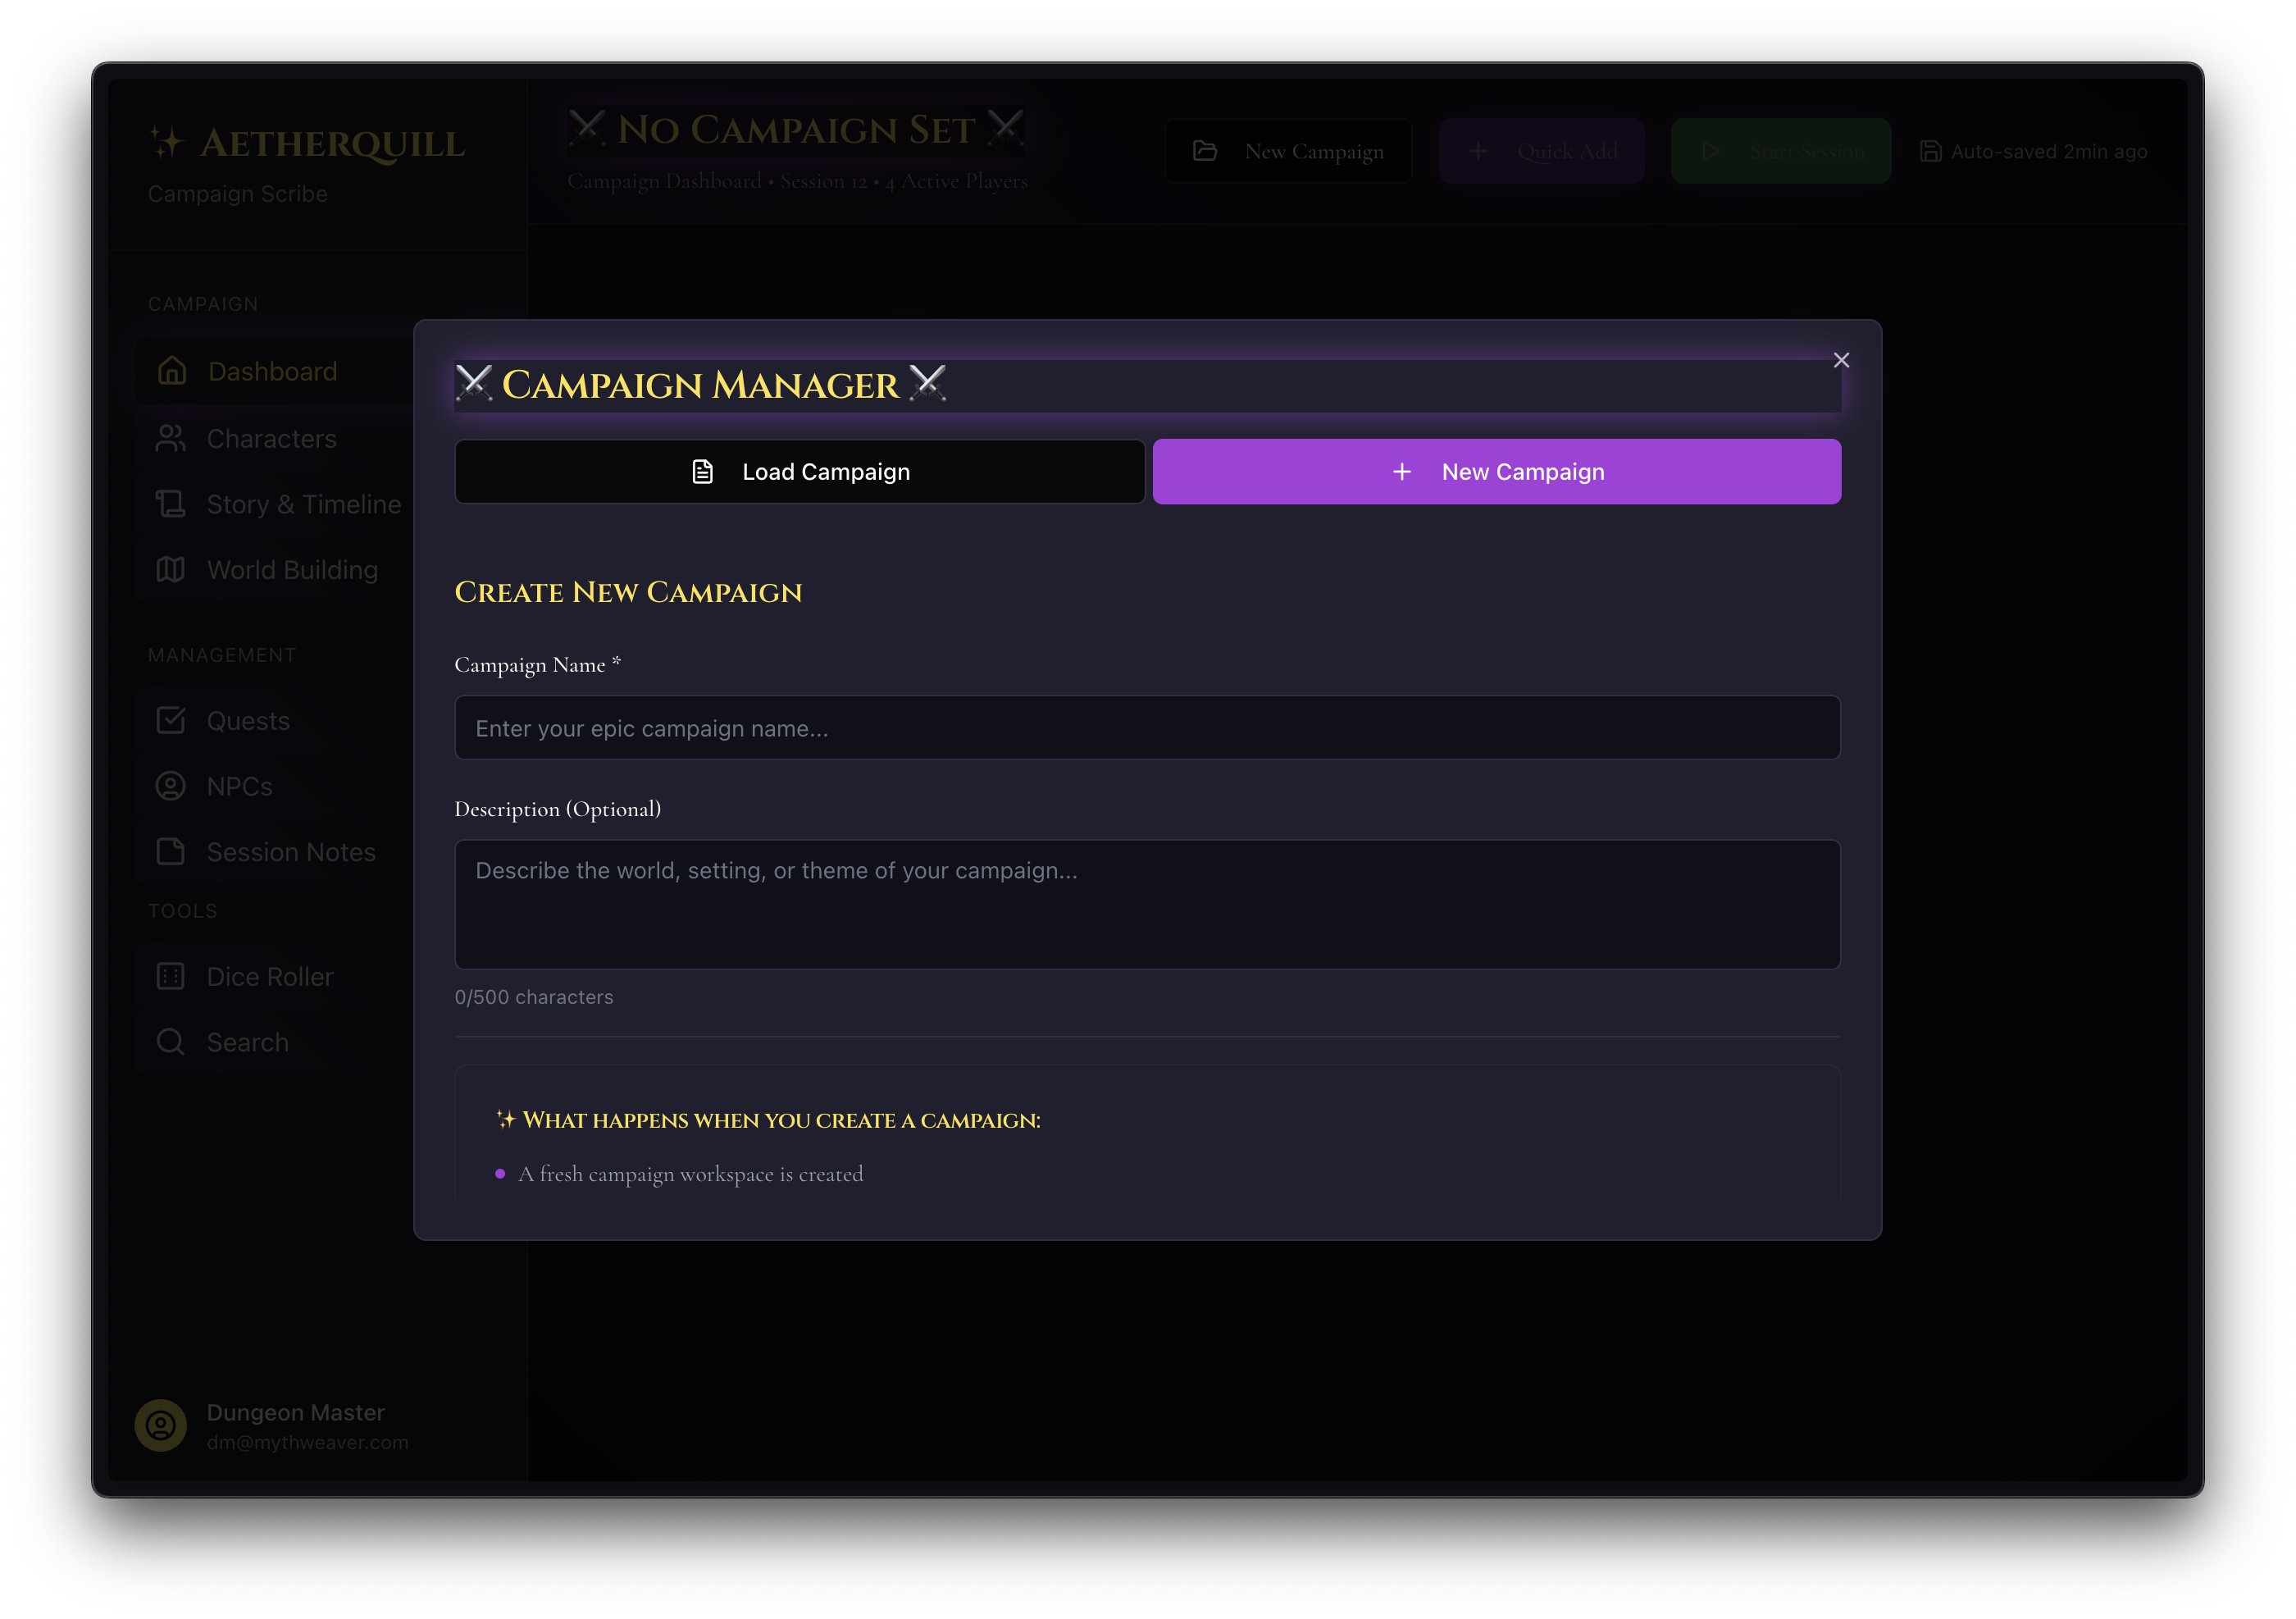 ✨ Aetherquill
Campaign Scribe
CAMPAIGN
Dashboard
Characters
Story & Timeline
World Building
MANAGEMENT
Quests
NPCs
Session Notes
TOOLS
Dice Roller
Search
Dungeon Master
dm@mythweaver.com
⚔️ No Campaign Set ⚔️
Campaign Dashboard • Session 12 • 4 Active Players
New Campaign
Quick Add
Start Session
Auto-saved 2min ago
⚔️ Campaign Manager ⚔️
Load Campaign
New Campaign
Create New Campaign
Campaign Name *
Enter your epic campaign name...
Description (Optional)
Describe the world, setting, or theme of your campaign...
0/500 characters
✨ What happens when you create a campaign:
A fresh campaign workspace is created